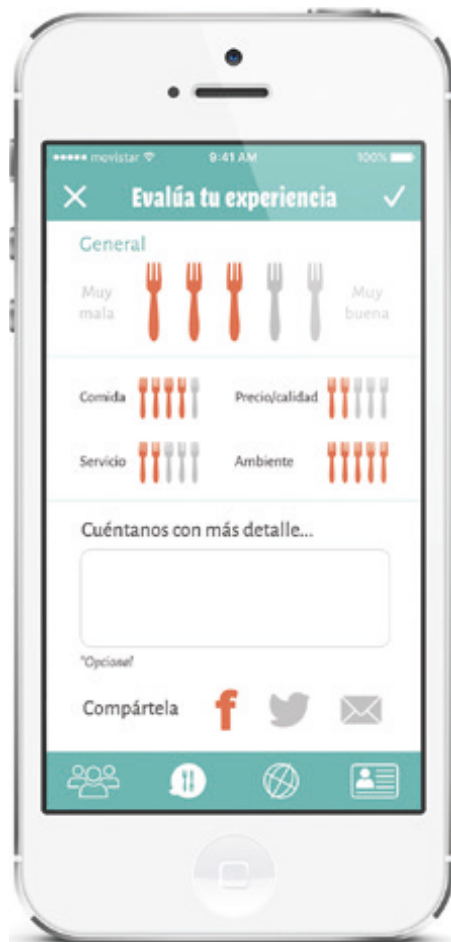 movistar 9:41 AM 100%
Evalúa tu experiencia
General
Muy mala
Muy buena
Comida
Precio/calidad
Servicio
Ambiente
Cuéntanos con más detalle...
*Opcional
Compártela